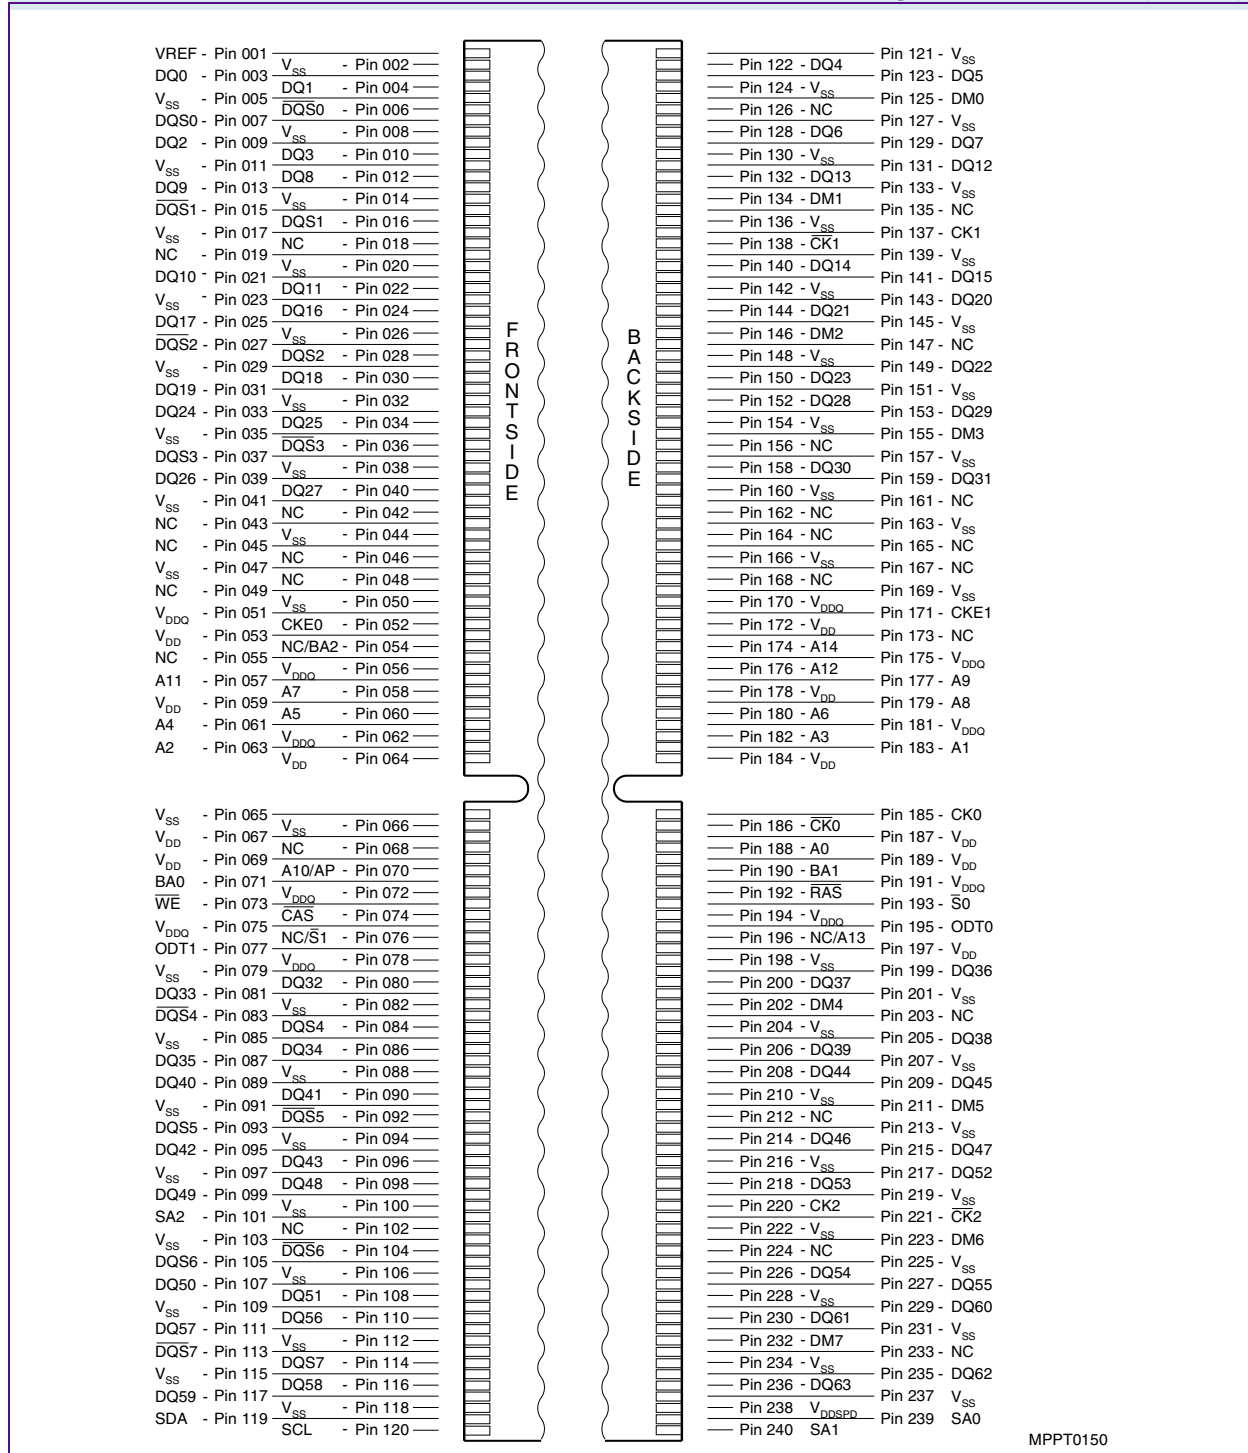 VREF - Pin 001
VSS - Pin 002
DQ0 - Pin 003
DQ1 - Pin 004
VSS - Pin 005
D̅Q̅S̅0 - Pin 006
DQS0 - Pin 007
VSS - Pin 008
DQ2 - Pin 009
DQ3 - Pin 010
VSS - Pin 011
DQ8 - Pin 012
DQ9 - Pin 013
VSS - Pin 014
D̅Q̅S̅1 - Pin 015
DQS1 - Pin 016
VSS - Pin 017
NC - Pin 018
NC - Pin 019
VSS - Pin 020
DQ10 - Pin 021
DQ11 - Pin 022
VSS - Pin 023
DQ16 - Pin 024
DQ17 - Pin 025
VSS - Pin 026
D̅Q̅S̅2 - Pin 027
DQS2 - Pin 028
VSS - Pin 029
DQ18 - Pin 030
DQ19 - Pin 031
VSS - Pin 032
DQ24 - Pin 033
DQ25 - Pin 034
VSS - Pin 035
D̅Q̅S̅3 - Pin 036
DQS3 - Pin 037
VSS - Pin 038
DQ26 - Pin 039
DQ27 - Pin 040
VSS - Pin 041
NC - Pin 042
NC - Pin 043
VSS - Pin 044
NC - Pin 045
NC - Pin 046
VSS - Pin 047
NC - Pin 048
NC - Pin 049
VSS - Pin 050
VDDQ - Pin 051
CKE0 - Pin 052
VDD - Pin 053
NC/BA2 - Pin 054
NC - Pin 055
VDDQ - Pin 056
A11 - Pin 057
A7 - Pin 058
VDD - Pin 059
A5 - Pin 060
A4 - Pin 061
VDDQ - Pin 062
A2 - Pin 063
VDD - Pin 064
VSS - Pin 065
VSS - Pin 066
VDD - Pin 067
NC - Pin 068
VDD - Pin 069
A10/AP - Pin 070
BA0 - Pin 071
VDDQ - Pin 072
W̅E̅ - Pin 073
C̅A̅S̅ - Pin 074
VDDQ - Pin 075
NC/S̅1 - Pin 076
ODT1 - Pin 077
VDDQ - Pin 078
VSS - Pin 079
DQ32 - Pin 080
DQ33 - Pin 081
VSS - Pin 082
D̅Q̅S̅4 - Pin 083
DQS4 - Pin 084
VSS - Pin 085
DQ34 - Pin 086
DQ35 - Pin 087
VSS - Pin 088
DQ40 - Pin 089
DQ41 - Pin 090
VSS - Pin 091
D̅Q̅S̅5 - Pin 092
DQS5 - Pin 093
VSS - Pin 094
DQ42 - Pin 095
DQ43 - Pin 096
VSS - Pin 097
DQ48 - Pin 098
DQ49 - Pin 099
VSS - Pin 100
SA2 - Pin 101
NC - Pin 102
VSS - Pin 103
D̅Q̅S̅6 - Pin 104
DQS6 - Pin 105
VSS - Pin 106
DQ50 - Pin 107
DQ51 - Pin 108
VSS - Pin 109
DQ56 - Pin 110
DQ57 - Pin 111
VSS - Pin 112
D̅Q̅S̅7 - Pin 113
DQS7 - Pin 114
VSS - Pin 115
DQ58 - Pin 116
DQ59 - Pin 117
VSS - Pin 118
SDA - Pin 119
SCL - Pin 120
FRONTSIDE
BACKSIDE
Pin 121 - VSS
Pin 122 - DQ4
Pin 123 - DQ5
Pin 124 - VSS
Pin 125 - DM0
Pin 126 - NC
Pin 127 - VSS
Pin 128 - DQ6
Pin 129 - DQ7
Pin 130 - VSS
Pin 131 - DQ12
Pin 132 - DQ13
Pin 133 - VSS
Pin 134 - DM1
Pin 135 - NC
Pin 136 - VSS
Pin 137 - CK1
Pin 138 - C̅K̅1
Pin 139 - VSS
Pin 140 - DQ14
Pin 141 - DQ15
Pin 142 - VSS
Pin 143 - DQ20
Pin 144 - DQ21
Pin 145 - VSS
Pin 146 - DM2
Pin 147 - NC
Pin 148 - VSS
Pin 149 - DQ22
Pin 150 - DQ23
Pin 151 - VSS
Pin 152 - DQ28
Pin 153 - DQ29
Pin 154 - VSS
Pin 155 - DM3
Pin 156 - NC
Pin 157 - VSS
Pin 158 - DQ30
Pin 159 - DQ31
Pin 160 - VSS
Pin 161 - NC
Pin 162 - NC
Pin 163 - VSS
Pin 164 - NC
Pin 165 - NC
Pin 166 - VSS
Pin 167 - NC
Pin 168 - NC
Pin 169 - VSS
Pin 170 - VDDQ
Pin 171 - CKE1
Pin 172 - VDD
Pin 173 - NC
Pin 174 - A14
Pin 175 - VDDQ
Pin 176 - A12
Pin 177 - A9
Pin 178 - VDD
Pin 179 - A8
Pin 180 - A6
Pin 181 - VDDQ
Pin 182 - A3
Pin 183 - A1
Pin 184 - VDD
Pin 185 - CK0
Pin 186 - C̅K̅0
Pin 187 - VDD
Pin 188 - A0
Pin 189 - VDD
Pin 190 - BA1
Pin 191 - VDDQ
Pin 192 - R̅A̅S̅
Pin 193 - S̅0
Pin 194 - VDDQ
Pin 195 - ODT0
Pin 196 - NC/A13
Pin 197 - VDD
Pin 198 - VSS
Pin 199 - DQ36
Pin 200 - DQ37
Pin 201 - VSS
Pin 202 - DM4
Pin 203 - NC
Pin 204 - VSS
Pin 205 - DQ38
Pin 206 - DQ39
Pin 207 - VSS
Pin 208 - DQ44
Pin 209 - DQ45
Pin 210 - VSS
Pin 211 - DM5
Pin 212 - NC
Pin 213 - VSS
Pin 214 - DQ46
Pin 215 - DQ47
Pin 216 - VSS
Pin 217 - DQ52
Pin 218 - DQ53
Pin 219 - VSS
Pin 220 - CK2
Pin 221 - C̅K̅2
Pin 222 - VSS
Pin 223 - DM6
Pin 224 - NC
Pin 225 - VSS
Pin 226 - DQ54
Pin 227 - DQ55
Pin 228 - VSS
Pin 229 - DQ60
Pin 230 - DQ61
Pin 231 - VSS
Pin 232 - DM7
Pin 233 - NC
Pin 234 - VSS
Pin 235 - DQ62
Pin 236 - DQ63
Pin 237 VSS
Pin 238 VDDSPD
Pin 239 SA0
Pin 240 SA1
MPPT0150